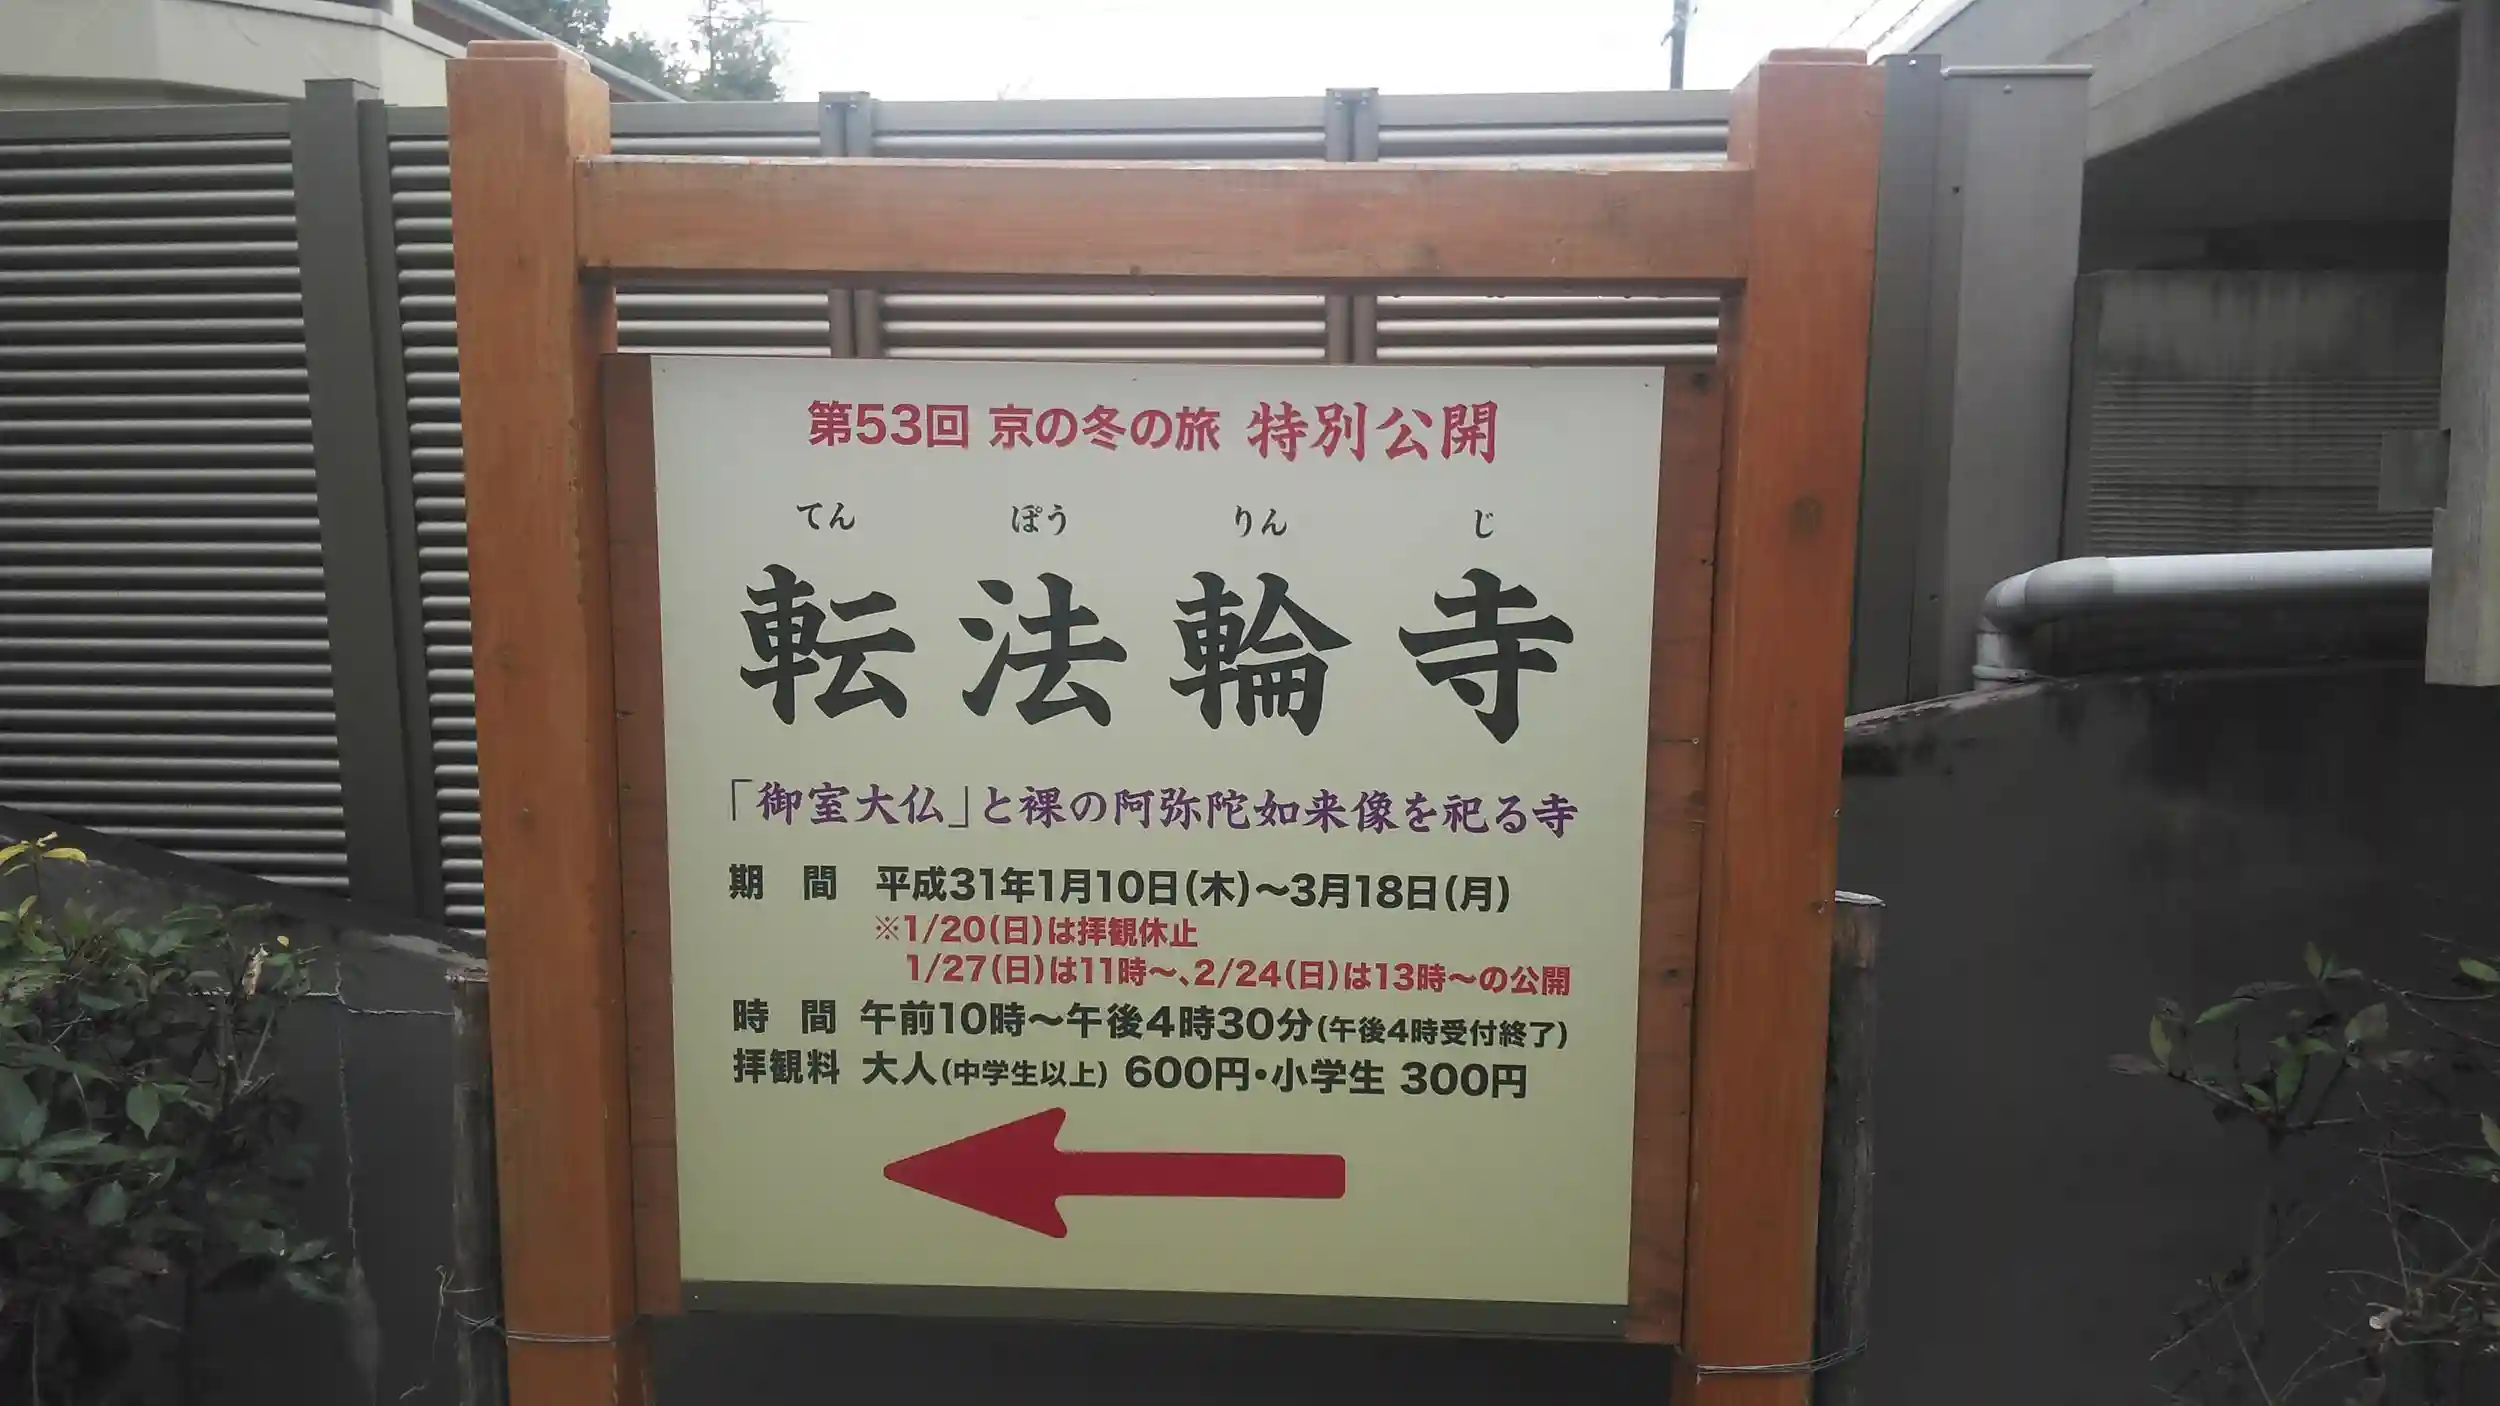 第53回 京の冬の旅 特別公開
てん ぽう りん じ
転法輪寺
「御室大仏」と裸の阿弥陀如来像を祀る寺
期 間 平成31年1月10日(木)～3月18日(月)
※1/20(日)は拝観休止
1/27(日)は11時～、2/24(日)は13時～の公開
時 間 午前10時～午後4時30分(午後4時受付終了)
拝観料 大人(中学生以上) 600円・小学生 300円